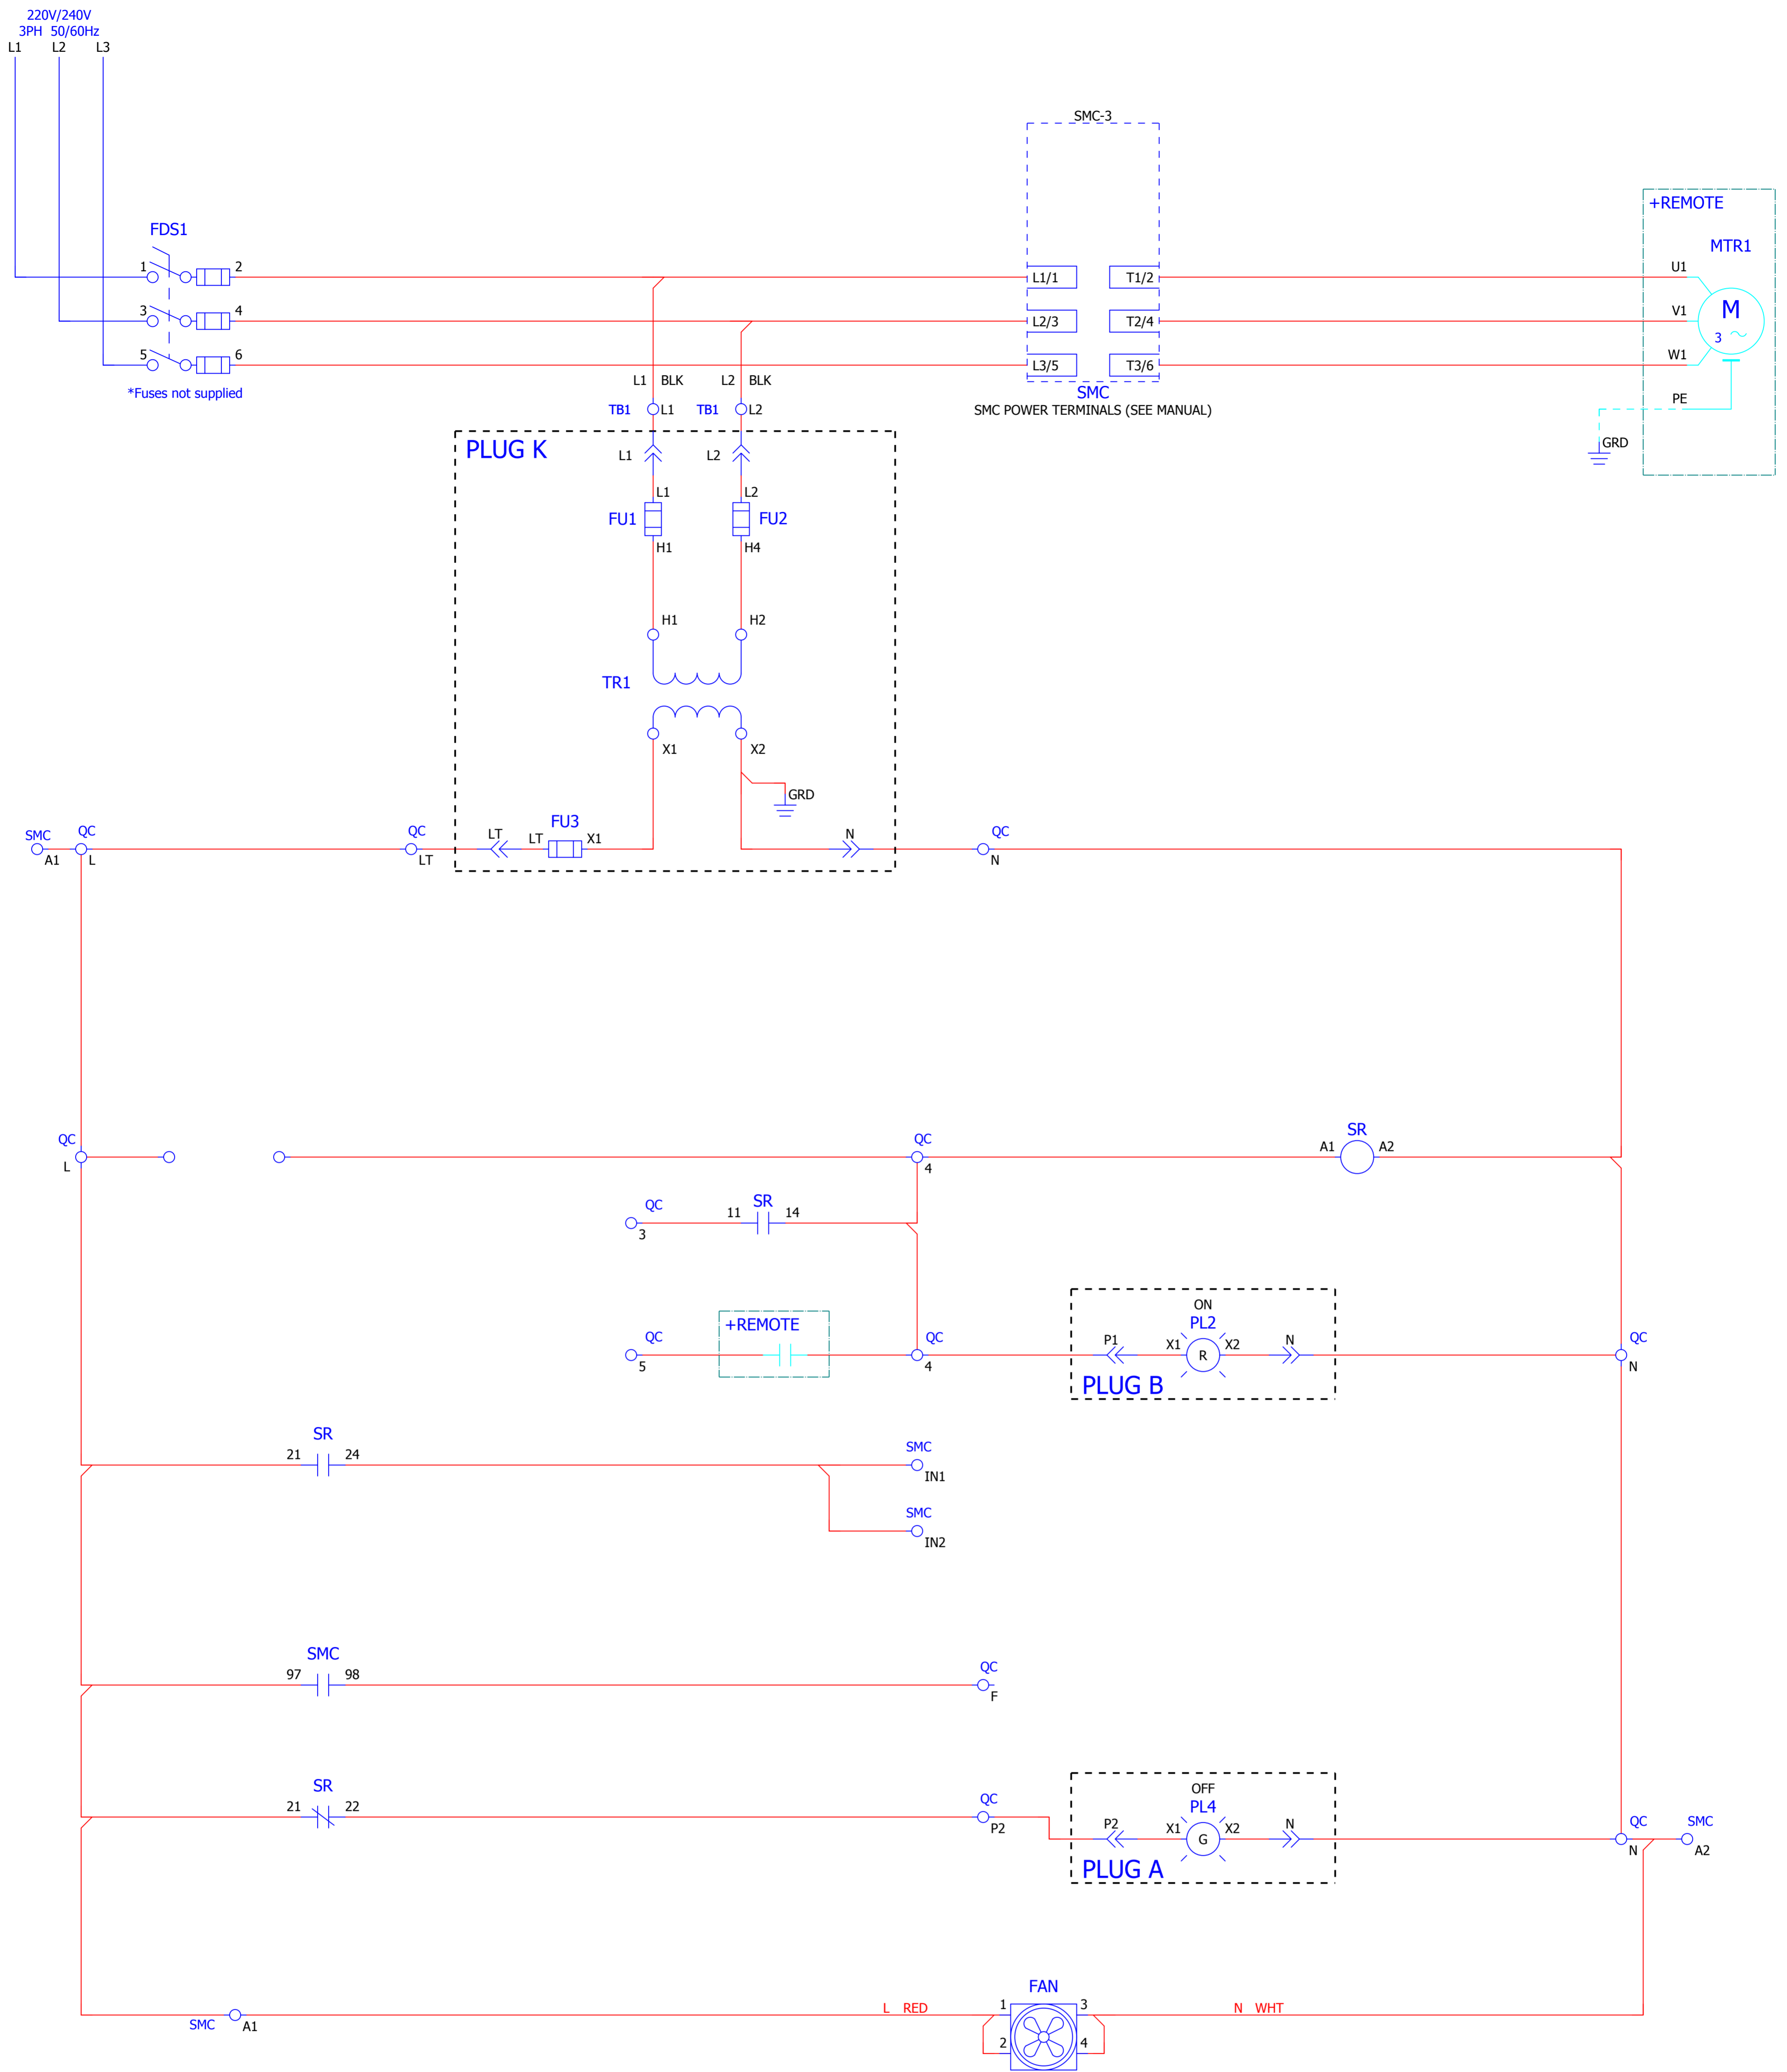 220V/240V
3PH 50/60Hz
L1 L2 L3
SMC-3
+REMOTE
MTR1
FDS1
1 2
L1/1 T1/2
U1
3 4
L2/3 T2/4
V1
M
3
5 6
L3/5 T3/6
W1
*Fuses not supplied
L1 BLK L2 BLK
SMC
SMC POWER TERMINALS (SEE MANUAL)
PE
GRD
TB1 L1 TB1 L2
PLUG K
L1 L2
L1 L2
FU1 FU2
H1 H4
H1 H2
TR1
X1 X2
GRD
SMC QC
A1 L
QC
LT
LT
FU3
LT X1
N
QC
N
QC
L
QC
4
SR
A1 A2
QC
3
SR
11 14
QC
5
+REMOTE
QC
4
ON
PL2
P1 X1 R X2 N
PLUG B
QC
N
SR
21 24
SMC
IN1
SMC
IN2
SMC
97 98
QC
F
SR
21 22
QC
P2
OFF
PL4
P2 X1 G X2 N
PLUG A
QC
N
SMC
A2
SMC A1
L RED
FAN
1 3
2 4
N WHT